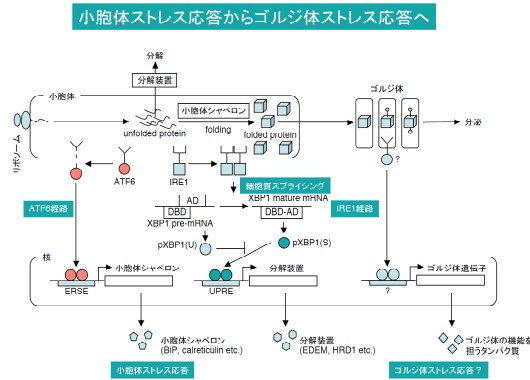 小胞体ストレス応答からゴルジ体ストレス応答へ
分解
分解装置
小胞体
小胞体シャペロン
ゴルジ体
リボソーム
unfolded protein
folding
folded protein
分泌
?
ATF6
IRE1
細胞質スプライシング
ATF6経路
AD
DBD
XBP1 pre-mRNA
XBP1 mature mRNA
DBD-AD
IRE1経路
pXBP1(U)
pXBP1(S)
核
小胞体シャペロン
分解装置
ゴルジ体遺伝子
ERSE
UPRE
?
小胞体シャペロン
(BiP, calreticulin etc.)
分解装置
(EDEM, HRD1 etc.)
ゴルジ体の機能を
担うタンパク質
小胞体ストレス応答
ゴルジ体ストレス応答?